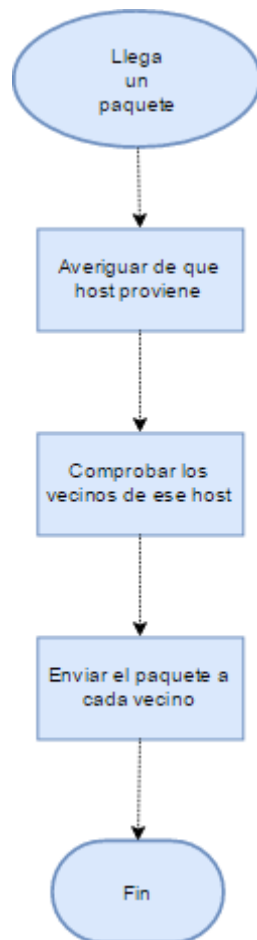 Llega
un
paquete
Averiguar de que
host proviene
Comprobar los
vecinos de ese host
Enviar el paquete a
cada vecino
Fin